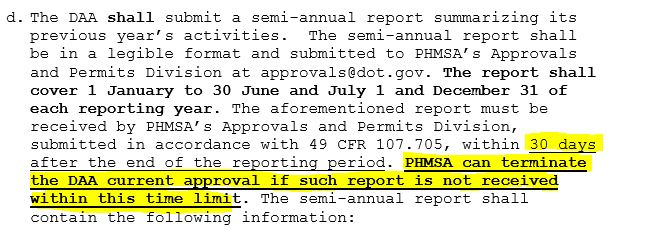 d. The DAA shall submit a semi-annual report summarizing its
previous year's activities.  The semi-annual report shall
be in a legible format and submitted to PHMSA's Approvals
and Permits Division at approvals@dot.gov. The report shall
cover 1 January to 30 June and July 1 and December 31 of
each reporting year. The aforementioned report must be
received by PHMSA's Approvals and Permits Division,
submitted in accordance with 49 CFR 107.705, within 30 days
after the end of the reporting period. PHMSA can terminate
the DAA current approval if such report is not received
within this time limit. The semi-annual report shall
contain the following information: